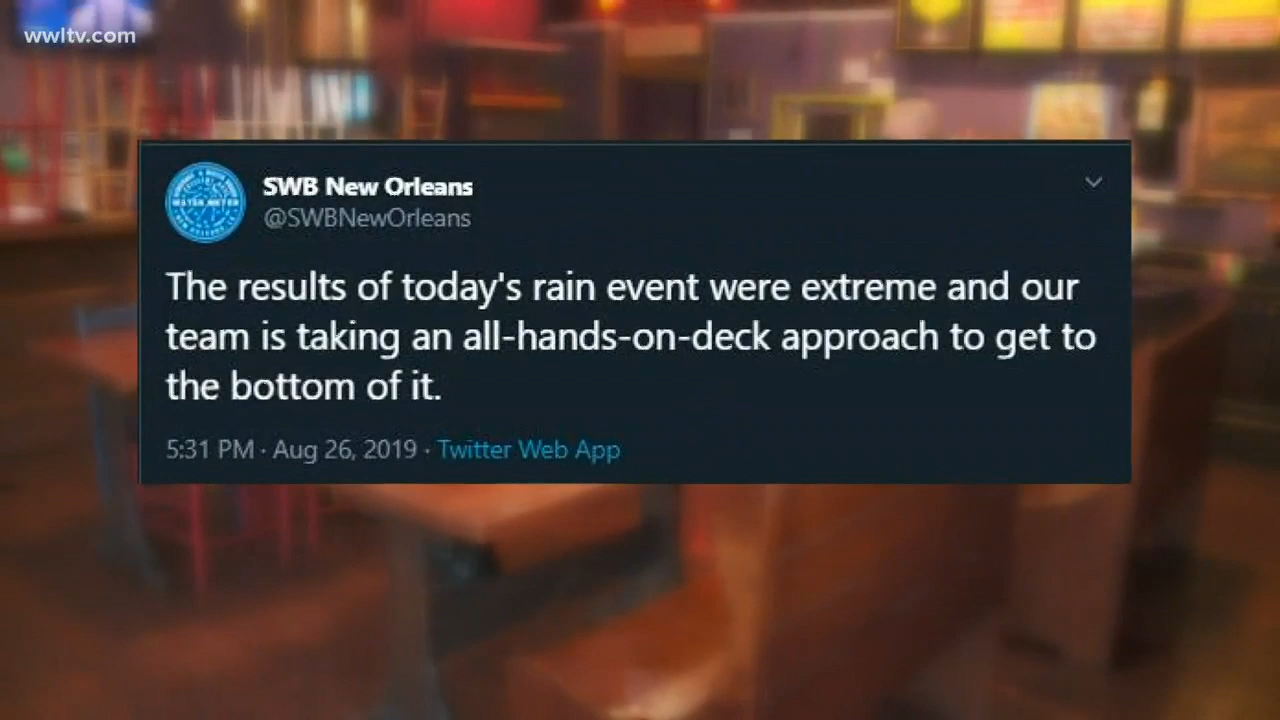 wwltv.com
SWB New Orleans
@SWBNewOrleans
The results of today's rain event were extreme and our
team is taking an all-hands-on-deck approach to get to
the bottom of it.
5:31 PM · Aug 26, 2019 · Twitter Web App
WATER METER